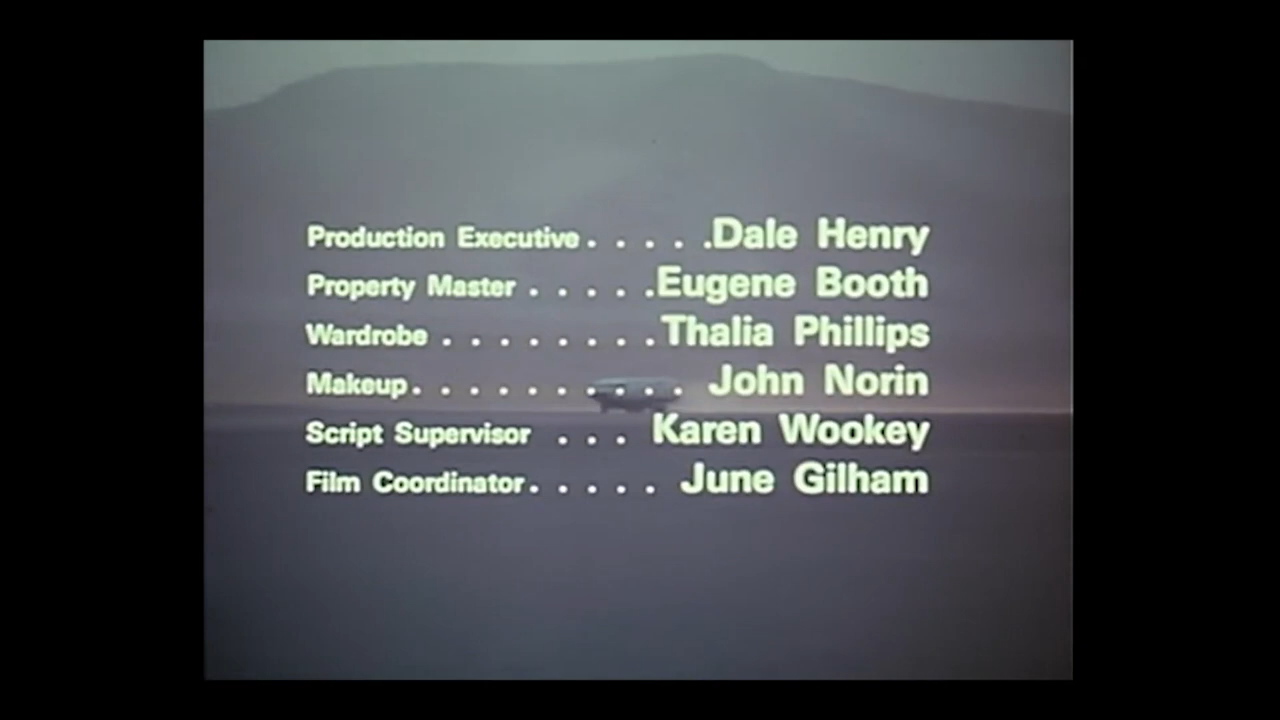 Production Executive . . . . . .Dale Henry
Property Master . . . . .Eugene Booth
Wardrobe . . . . . . . .Thalia Phillips
Makeup. . . . . . . . . . John Norin
Script Supervisor . . . Karen Wookey
Film Coordinator. . . . . June Gilham